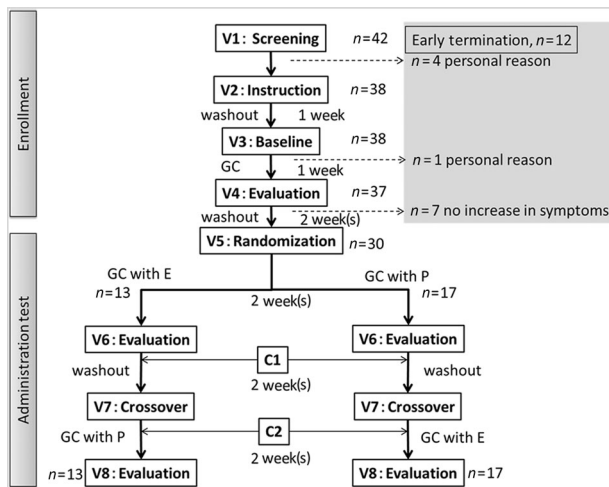 Enrollment
V1: Screening
n=42
Early termination, n=12
n=4 personal reason
V2: Instruction
n=38
washout
1 week
V3: Baseline
n=38
GC
1 week
n=1 personal reason
V4: Evaluation
n=37
washout
2 week(s)
n=7 no increase in symptoms
V5: Randomization
n=30
Administration test
GC with E
GC with P
n=13
2 week(s)
n=17
V6: Evaluation
V6: Evaluation
C1
washout
2 week(s)
washout
V7: Crossover
V7: Crossover
GC with P
C2
GC with E
2 week(s)
n=13
V8: Evaluation
V8: Evaluation
n=17